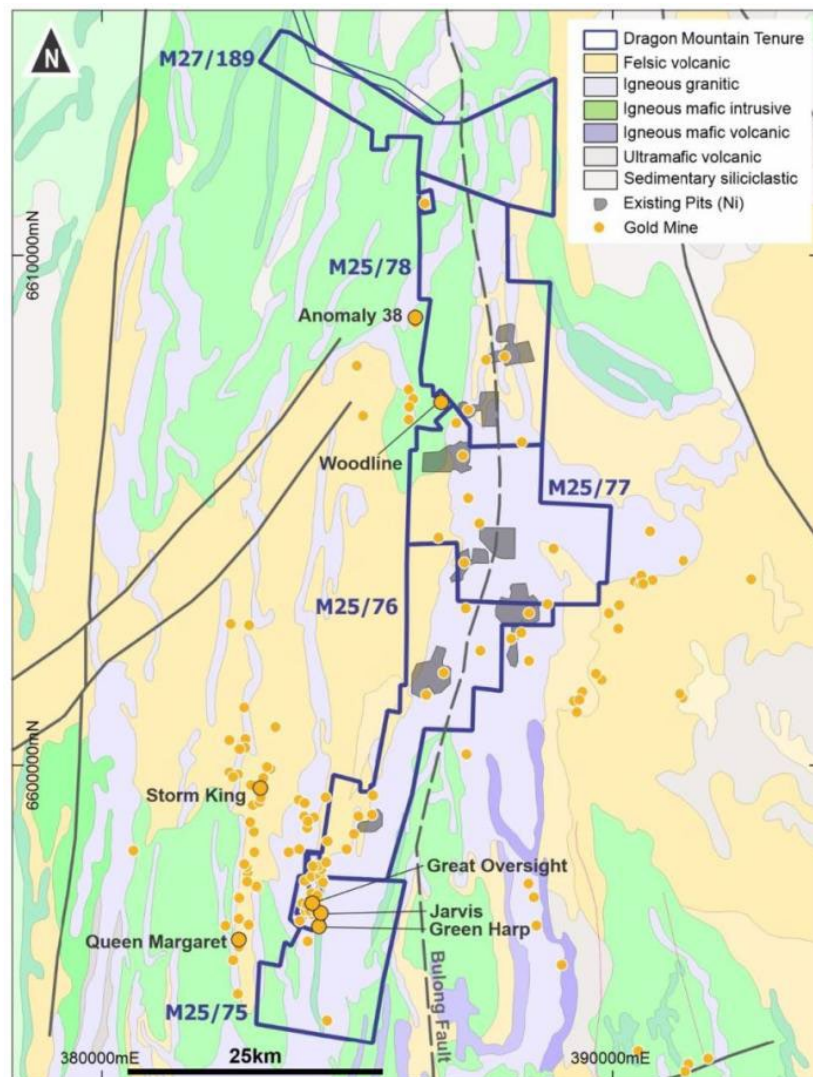 N
M27/189
Dragon Mountain Tenure
Felsic volcanic
Igneous granitic
Igneous mafic intrusive
Igneous mafic volcanic
Ultramafic volcanic
Sedimentary siliciclastic
Existing Pits (Ni)
Gold Mine
6610000mN
M25/78
Anomaly 38
Woodline
M25/77
M25/76
6600000mN
Storm King
Great Oversight
Jarvis
Green Harp
Queen Margaret
Bulong Fault
M25/75
380000mE
25km
390000mE